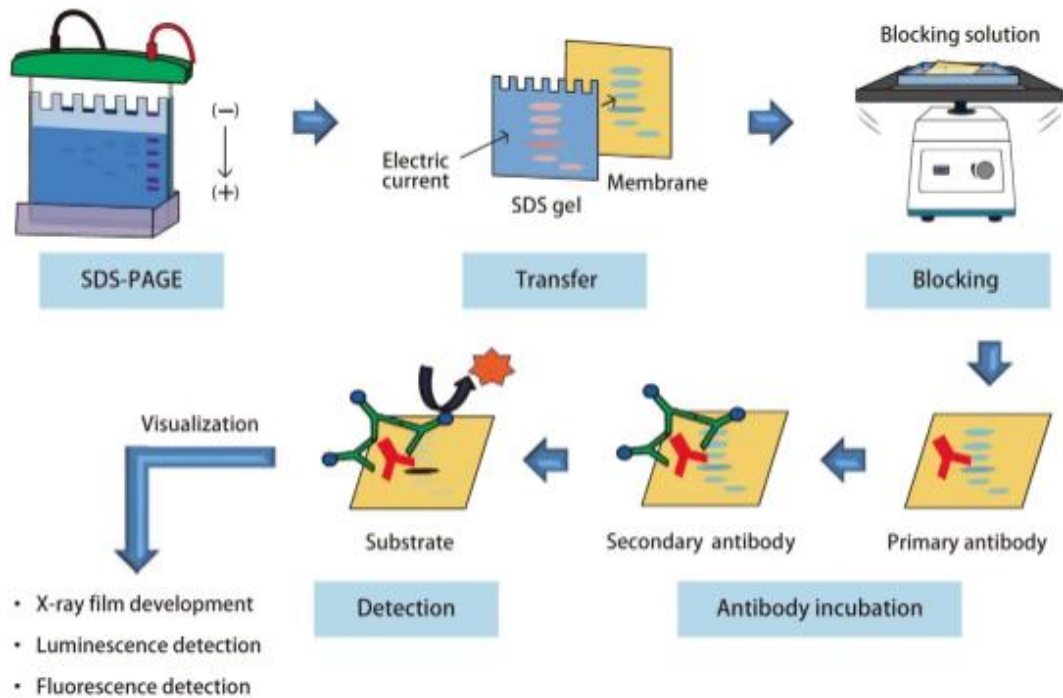 (−)
(+)
SDS-PAGE
Electric
current
SDS gel
Membrane
Transfer
Blocking solution
Blocking
Primary antibody
Secondary antibody
Antibody incubation
Substrate
Detection
Visualization
• X-ray film development
• Luminescence detection
• Fluorescence detection